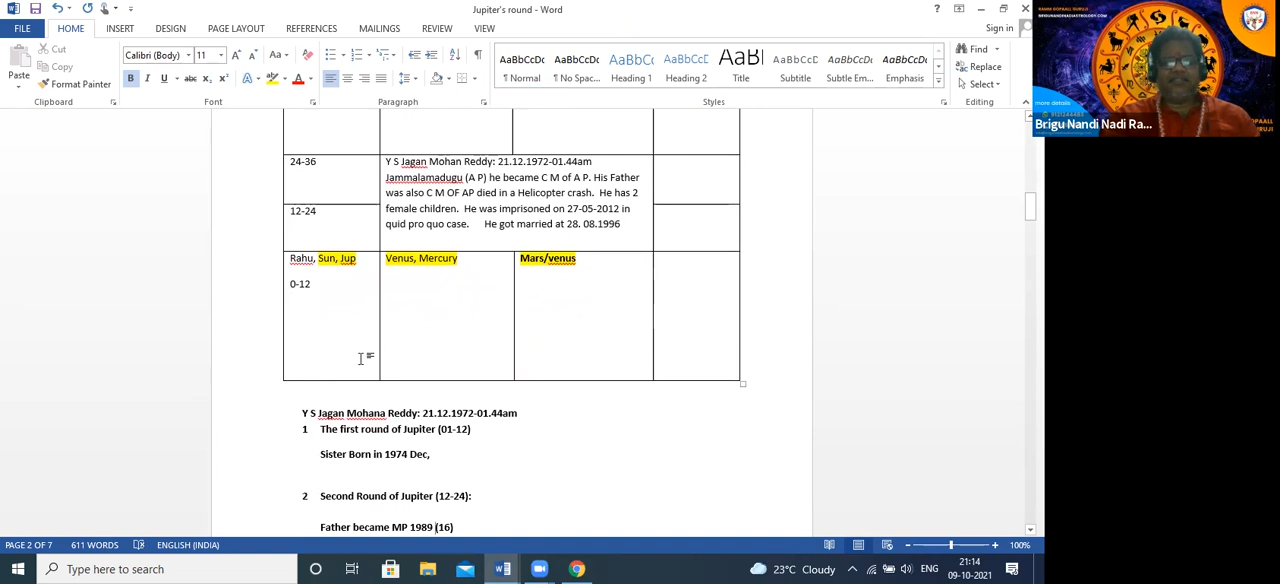 Jupiter's round - Word
Sign in
FILE HOME INSERT DESIGN PAGE LAYOUT REFERENCES MAILINGS REVIEW VIEW
Paste
Cut
Copy
Format Painter
Clipboard
Calibri (Body) 11
Font
Paragraph
AaBbCcDc AaBbCcDc AaBbCc AaBbCcC AaBl AaBbCcD AaBbCcDc AaBbCcDc
¶ Normal ¶ No Spac... Heading 1 Heading 2 Title Subtitle Subtle Em... Emphasis
Styles
Find
Replace
Select
Editing
more details
Brigu Nandi Nadi Ra...
24-36
Y S Jagan Mohan Reddy: 21.12.1972-01.44am
Jammalamadugu (A P) he became C M of A P. His Father
was also C M OF AP died in a Helicopter crash. He has 2
12-24
female children. He was imprisoned on 27-05-2012 in
quid pro quo case. He got married at 28. 08.1996
Rahu, Sun, Jup
Venus, Mercury
Mars/venus
0-12
Y S Jagan Mohana Reddy: 21.12.1972-01.44am
1 The first round of Jupiter (01-12)
Sister Born in 1974 Dec,
2 Second Round of Jupiter (12-24):
Father became MP 1989 (16)
PAGE 2 OF 7 611 WORDS ENGLISH (INDIA)
100%
Type here to search
23°C Cloudy
ENG
21:14
09-10-2021